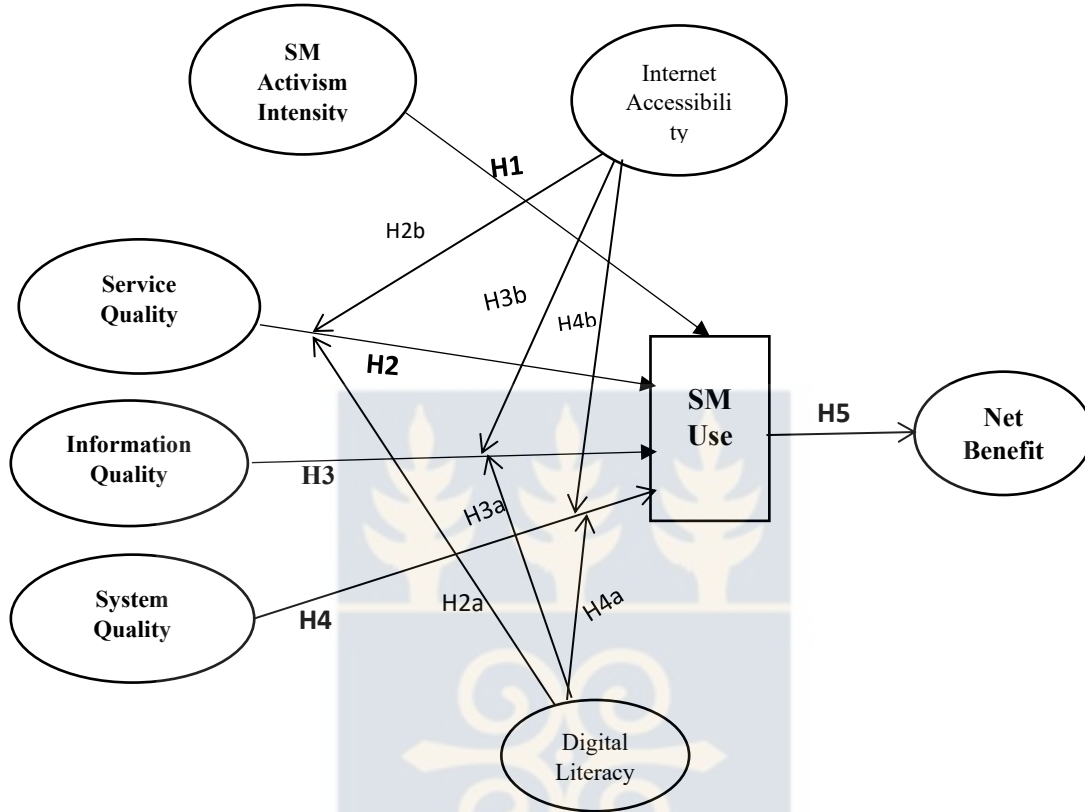 SM
Activism
Intensity
Internet
Accessibili
ty
H1
H2b
Service
Quality
H3b
H4b
H2
SM
Use
H5
Net
Benefit
Information
Quality
H3
H3a
System
Quality
H4
H2a
H4a
Digital
Literacy